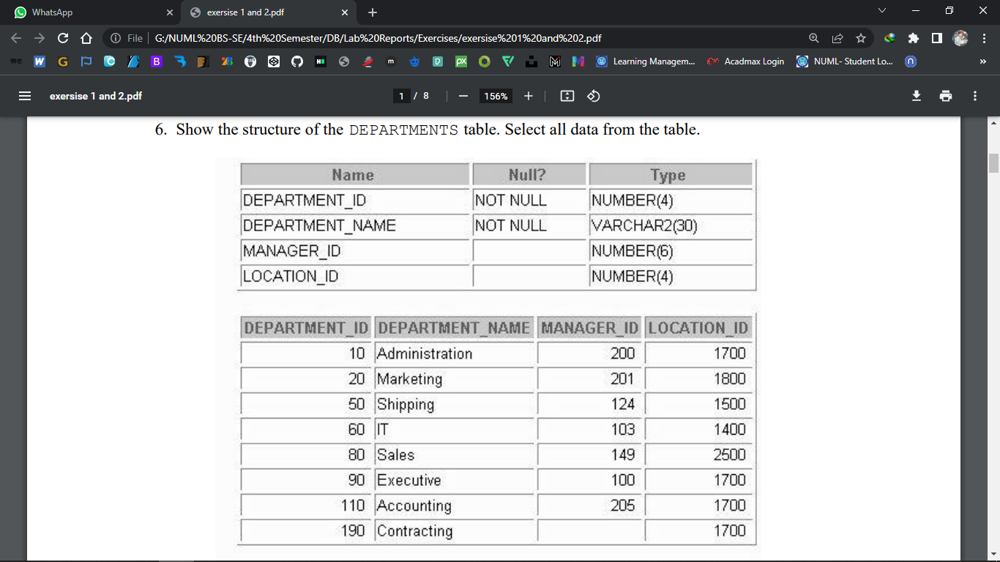 WhatsApp
exersise 1 and 2.pdf
File G:/NUML%20BS-SE/4th%20Semester/DB/Lab%20Reports/Exercises/exersise%201%20and%202.pdf
Learning Managem... Acadmax Login NUML- Student Lo...
exersise 1 and 2.pdf 1 / 8 156%
6. Show the structure of the DEPARTMENTS table. Select all data from the table.
Name Null? Type
DEPARTMENT_ID NOT NULL NUMBER(4)
DEPARTMENT_NAME NOT NULL VARCHAR2(30)
MANAGER_ID NUMBER(6)
LOCATION_ID NUMBER(4)
DEPARTMENT_ID DEPARTMENT_NAME MANAGER_ID LOCATION_ID
10 Administration 200 1700
20 Marketing 201 1800
50 Shipping 124 1500
60 IT 103 1400
80 Sales 149 2500
90 Executive 100 1700
110 Accounting 205 1700
190 Contracting 1700